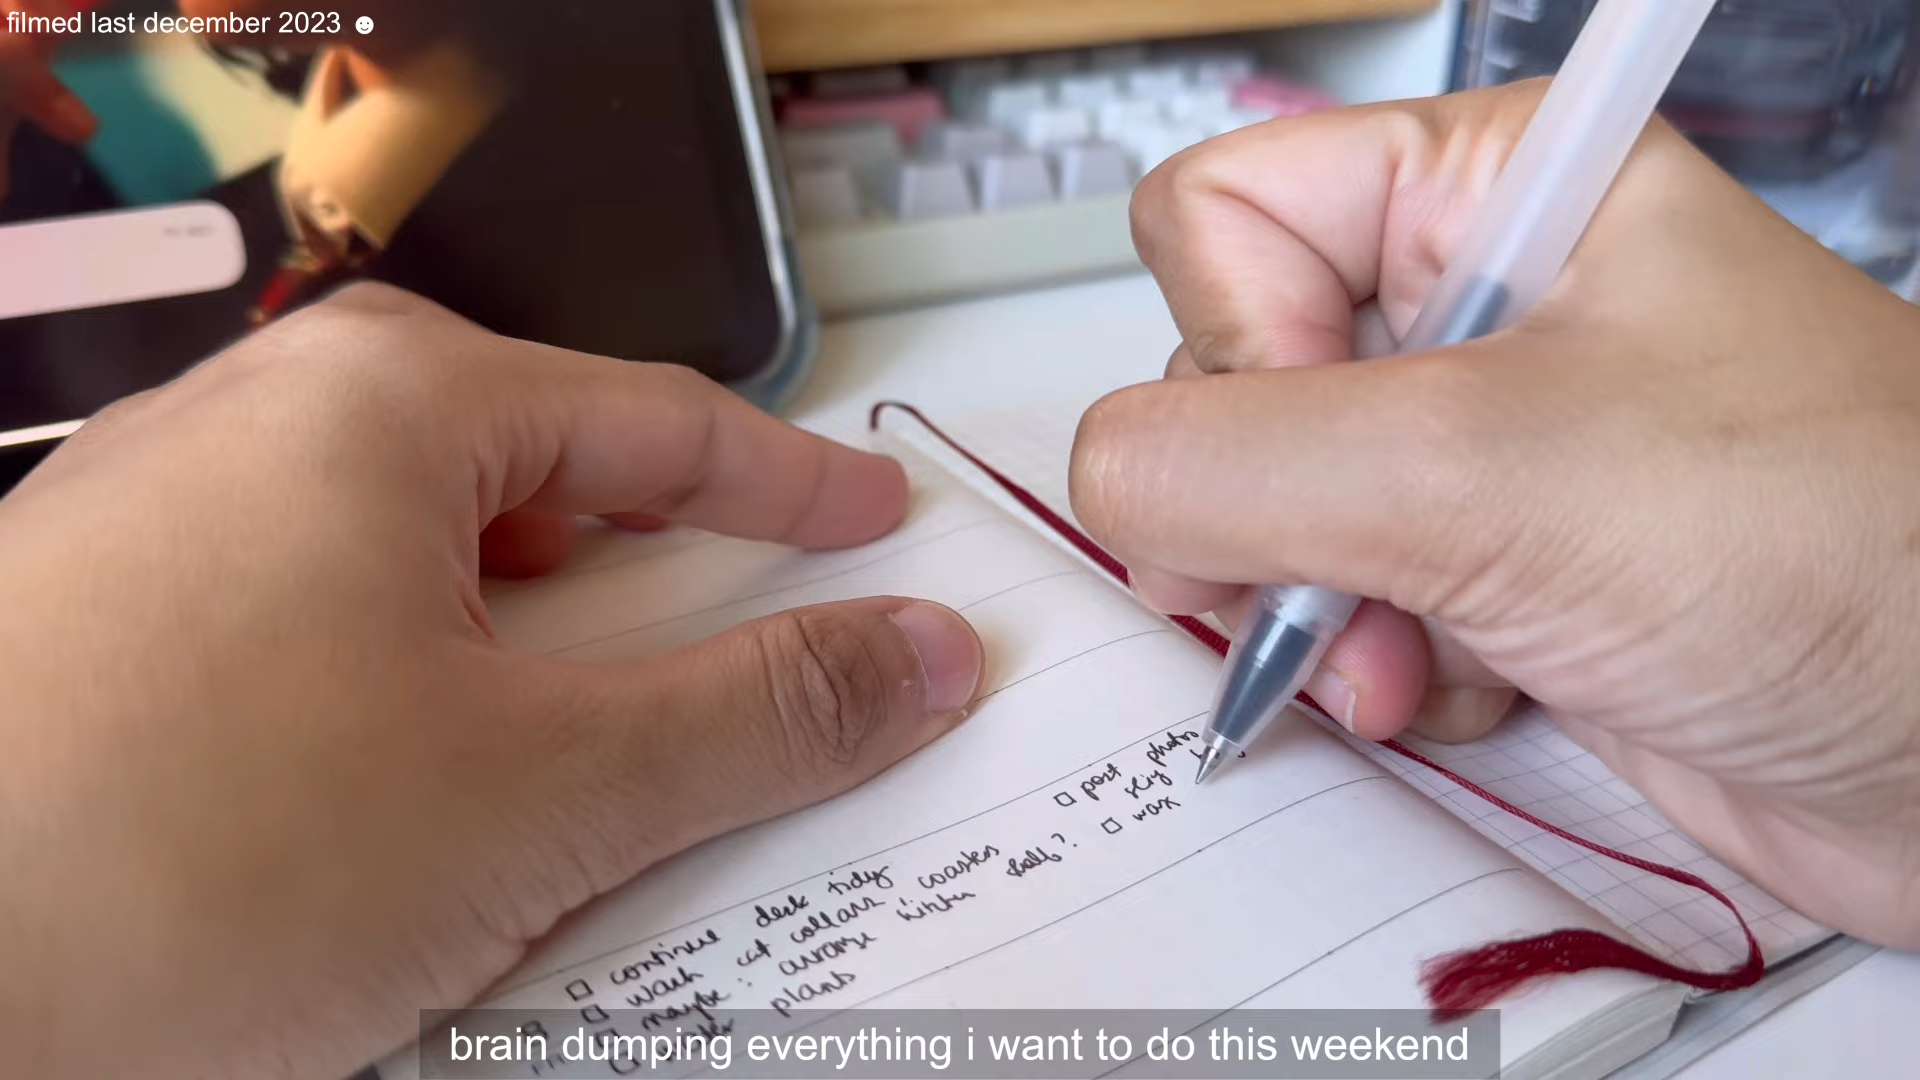 filmed last december 2023 ☻
□ continue desk tidy
□ wash cat collars, coasters
□ maybe: kitchen
□ water plants
□ post photos
□ wax
brain dumping everything i want to do this weekend